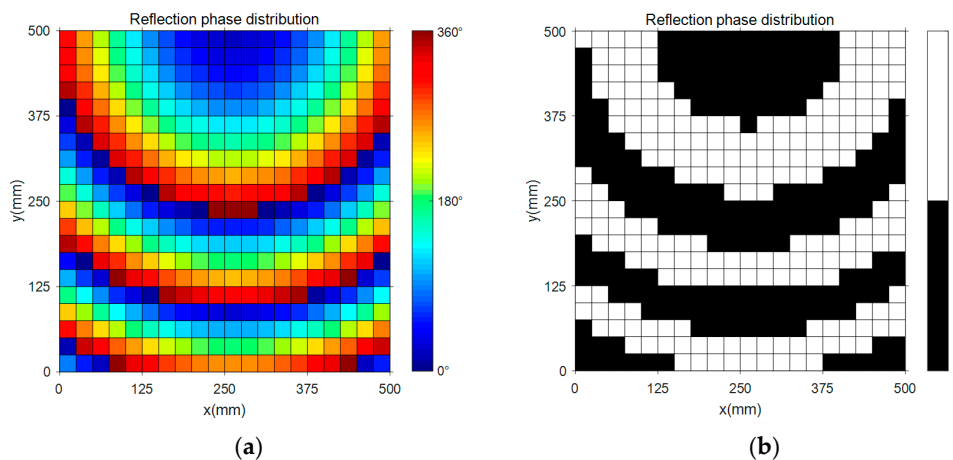 Reflection phase distribution
500
375
250
125
0
y(mm)
0 125 250 375 500
x(mm)
360°
180°
0°
(a)
Reflection phase distribution
500
375
250
125
0
y(mm)
0 125 250 375 500
x(mm)
(b)